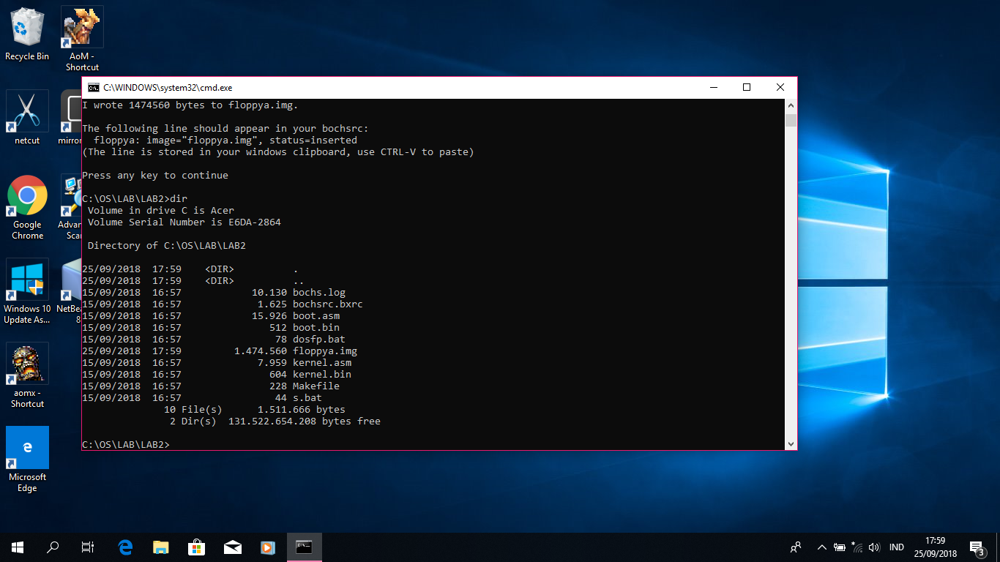 Recycle Bin
AoM -
Shortcut
netcut
mirror
Google
Chrome
Advan
Scar
Windows 10
Update As...
NetBea
8
aomx -
Shortcut
Microsoft
Edge
C:\WINDOWS\system32\cmd.exe
I wrote 1474560 bytes to floppya.img.
The following line should appear in your bochsrc:
  floppya: image="floppya.img", status=inserted
(The line is stored in your windows clipboard, use CTRL-V to paste)
Press any key to continue
C:\OS\LAB\LAB2>dir
 Volume in drive C is Acer
 Volume Serial Number is E6DA-2864
 Directory of C:\OS\LAB\LAB2
25/09/2018  17:59    <DIR>          .
25/09/2018  17:59    <DIR>          ..
15/09/2018  16:57            10.130 bochs.log
15/09/2018  16:57             1.625 bochsrc.bxrc
15/09/2018  16:57            15.926 boot.asm
15/09/2018  16:57               512 boot.bin
15/09/2018  16:57                78 dosfp.bat
25/09/2018  17:59         1.474.560 floppya.img
15/09/2018  16:57             7.959 kernel.asm
15/09/2018  16:57               604 kernel.bin
15/09/2018  16:57               228 Makefile
15/09/2018  16:57                44 s.bat
              10 File(s)      1.511.666 bytes
               2 Dir(s)  131.522.654.208 bytes free
C:\OS\LAB\LAB2>
IND
17:59
25/09/2018
3